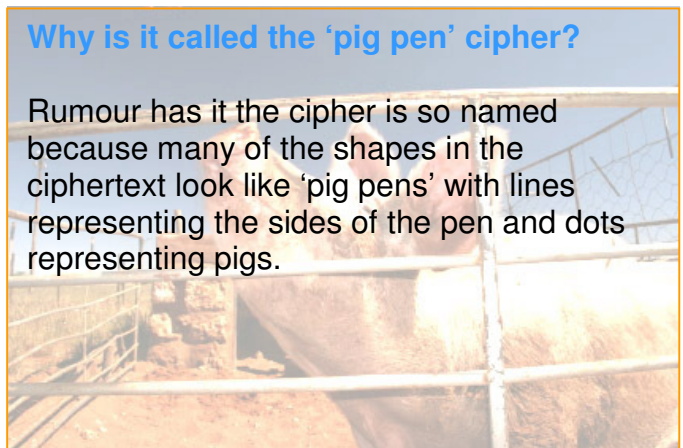 Why is it called the ‘pig pen’ cipher?
Rumour has it the cipher is so named
because many of the shapes in the
ciphertext look like ‘pig pens’ with lines
representing the sides of the pen and dots
representing pigs.